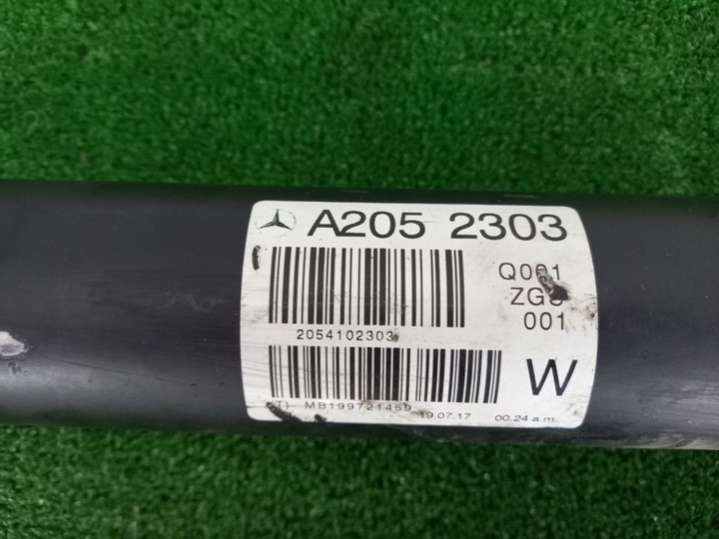 A205 2303
Q001
ZGS
001
2054102303
W
(T) MB199721459 19.07.17 00.24 a.m.